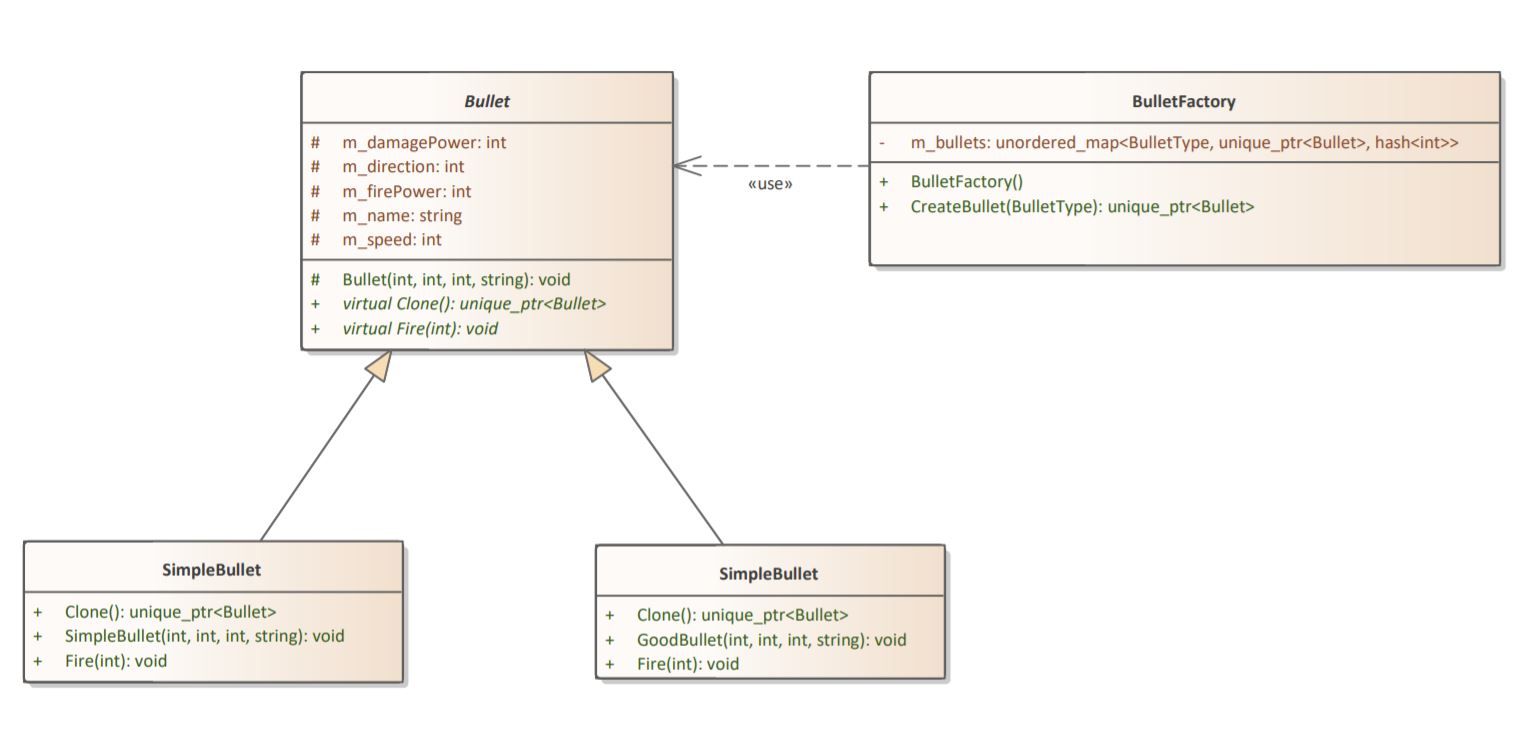 Bullet
# m_damagePower: int
# m_direction: int
# m_firePower: int
# m_name: string
# m_speed: int
# Bullet(int, int, int, string): void
+ virtual Clone(): unique_ptr<Bullet>
+ virtual Fire(int): void
«use»
BulletFactory
- m_bullets: unordered_map<BulletType, unique_ptr<Bullet>, hash<int>>
+ BulletFactory()
+ CreateBullet(BulletType): unique_ptr<Bullet>
SimpleBullet
+ Clone(): unique_ptr<Bullet>
+ SimpleBullet(int, int, int, string): void
+ Fire(int): void
SimpleBullet
+ Clone(): unique_ptr<Bullet>
+ GoodBullet(int, int, int, string): void
+ Fire(int): void